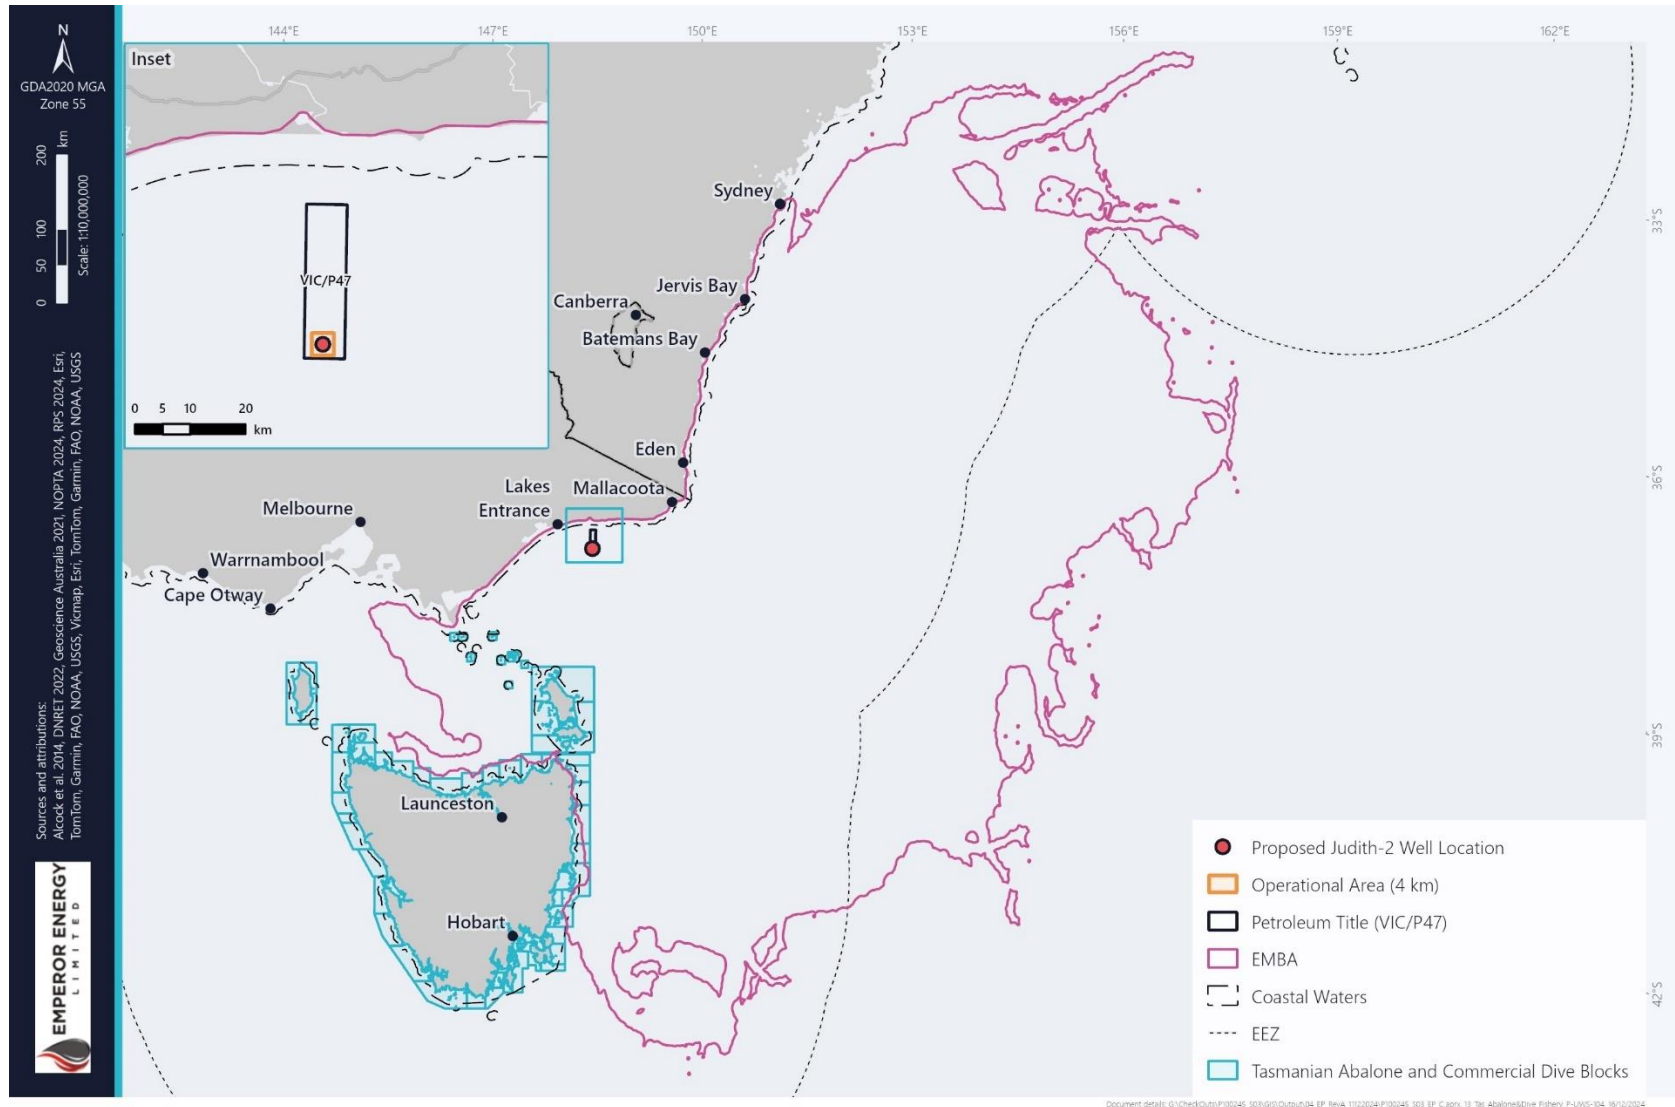 N
GDA2020 MGA
Zone 55
0 50 100 200
km
Scale: 1:10,000,000
Sources and attributions:
Alcock et al. 2014, DNRET 2022, Geoscience Australia 2021, NOPTA 2024, RPS 2024, Esri,
TomTom, Garmin, FAO, NOAA, USGS, Vicmap, Esri, TomTom, Garmin, FAO, NOAA, USGS
EMPEROR ENERGY
LIMITED
144°E 147°E 150°E 153°E 156°E 159°E 162°E
33°S
36°S
39°S
42°S
Inset
VIC/P47
0 5 10 20
km
Sydney
Jervis Bay
Canberra
Batemans Bay
Eden
Mallacoota
Lakes
Entrance
Melbourne
Warrnambool
Cape Otway
Launceston
Hobart
Proposed Judith-2 Well Location
Operational Area (4 km)
Petroleum Title (VIC/P47)
EMBA
Coastal Waters
EEZ
Tasmanian Abalone and Commercial Dive Blocks